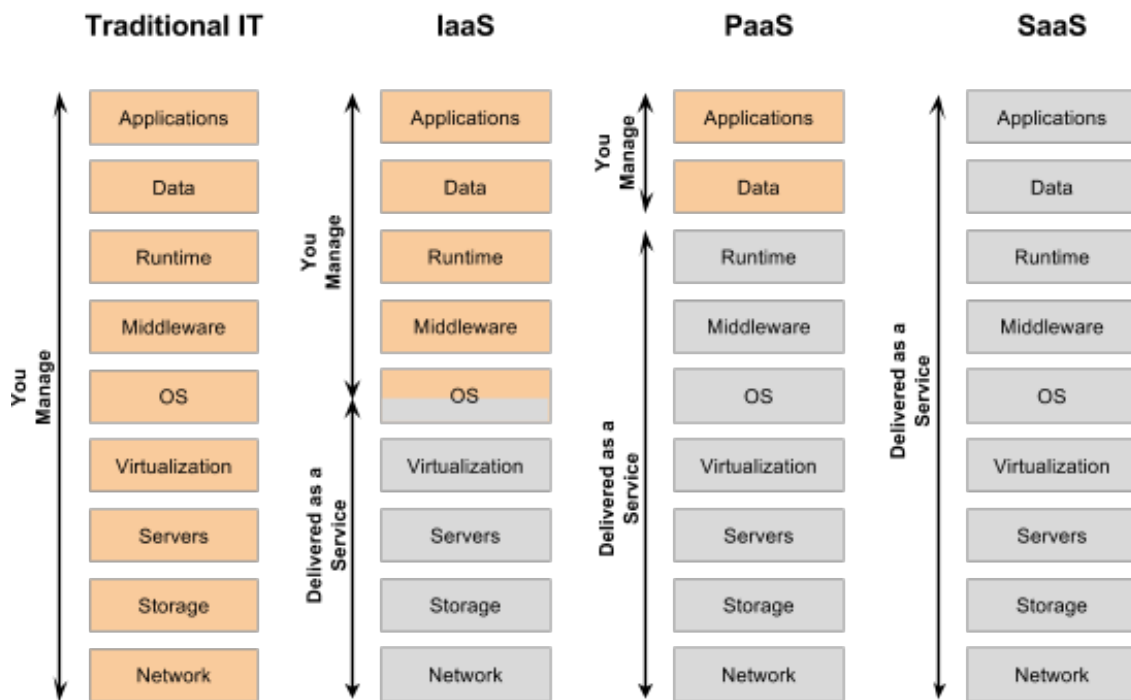 Traditional IT
IaaS
PaaS
SaaS
You
Manage
Applications
Data
Runtime
Middleware
OS
Virtualization
Servers
Storage
Network
You
Manage
Delivered as a
Service
Applications
Data
Runtime
Middleware
OS
Virtualization
Servers
Storage
Network
You
Manage
Delivered as a
Service
Applications
Data
Runtime
Middleware
OS
Virtualization
Servers
Storage
Network
Delivered as a
Service
Applications
Data
Runtime
Middleware
OS
Virtualization
Servers
Storage
Network